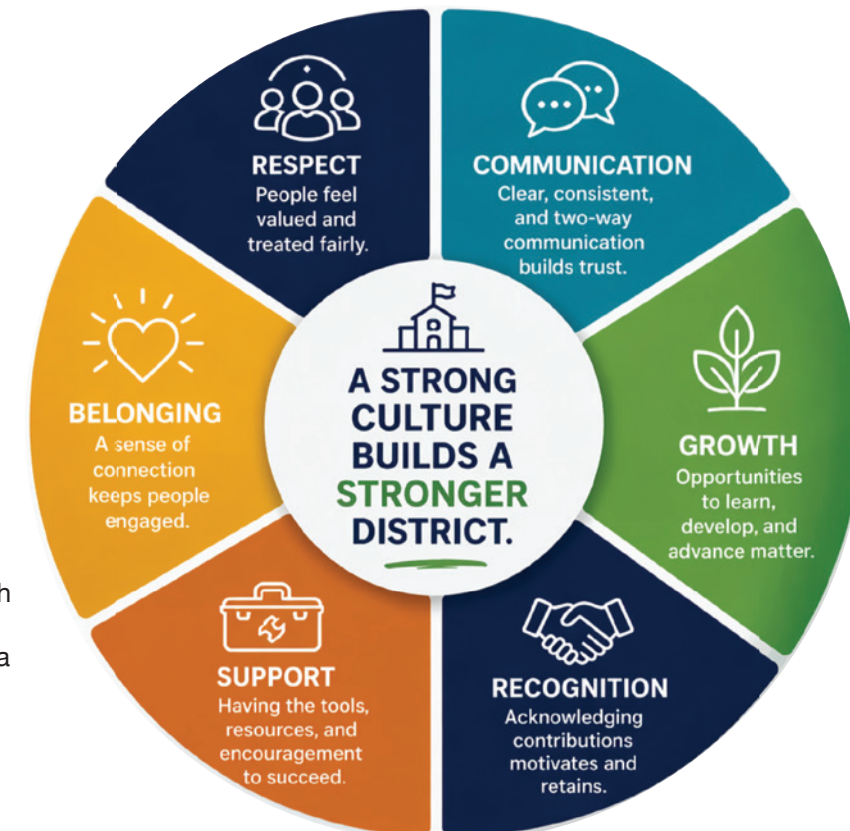 RESPECT
People feel
valued and
treated fairly.
COMMUNICATION
Clear, consistent,
and two-way
communication
builds trust.
BELONGING
A sense of
connection
keeps people
engaged.
A STRONG
CULTURE
BUILDS A
STRONGER
DISTRICT.
GROWTH
Opportunities
to learn,
develop, and
advance matter.
SUPPORT
Having the tools,
resources, and
encouragement
to succeed.
RECOGNITION
Acknowledging
contributions
motivates and
retains.
h
a